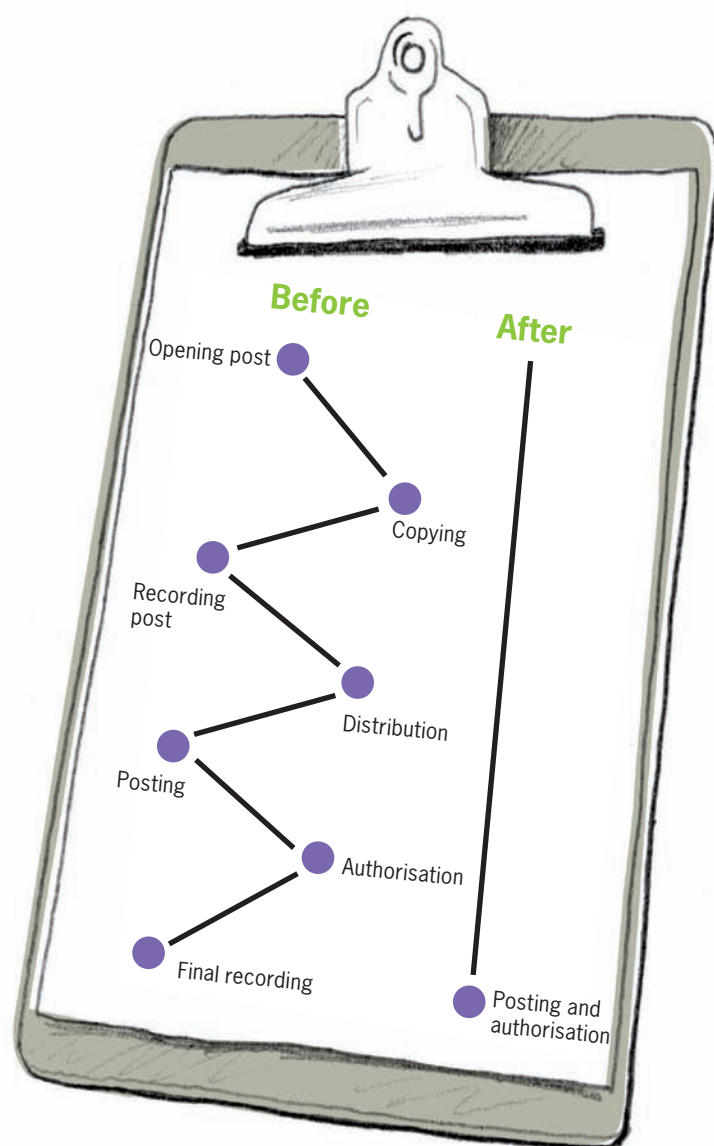 Before
After
Opening post
Copying
Recording
post
Distribution
Posting
Authorisation
Final recording
Posting and
authorisation